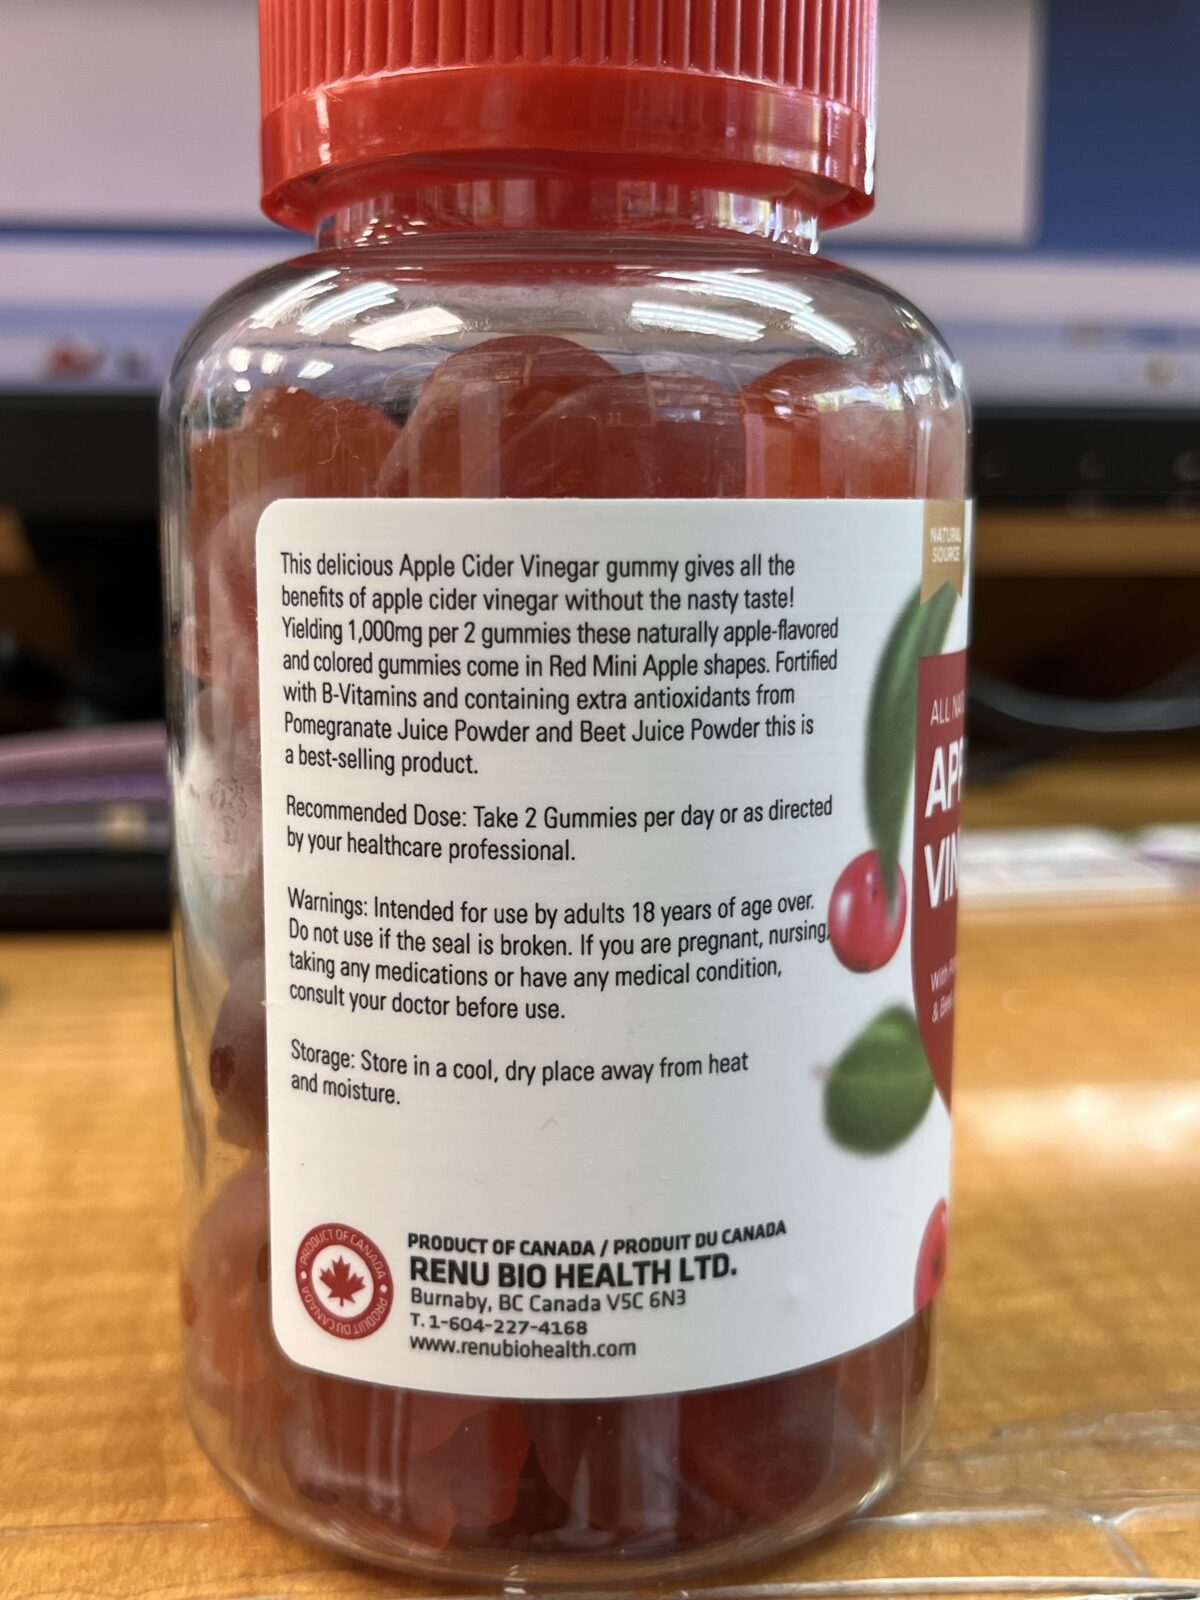 This delicious Apple Cider Vinegar gummy gives all the
benefits of apple cider vinegar without the nasty taste!
Yielding 1,000mg per 2 gummies these naturally apple-flavored
and colored gummies come in Red Mini Apple shapes. Fortified
with B-Vitamins and containing extra antioxidants from
Pomegranate Juice Powder and Beet Juice Powder this is
a best-selling product.
Recommended Dose: Take 2 Gummies per day or as directed
by your healthcare professional.
Warnings: Intended for use by adults 18 years of age over.
Do not use if the seal is broken. If you are pregnant, nursing,
taking any medications or have any medical condition,
consult your doctor before use.
Storage: Store in a cool, dry place away from heat
and moisture.
PRODUCT OF CANADA
PRODUIT DU CANADA
PRODUCT OF CANADA / PRODUIT DU CANADA
RENU BIO HEALTH LTD.
Burnaby, BC Canada V5C 6N3
T. 1-604-227-4168
www.renubiohealth.com
NATURAL
SOURCE
ALL
With
&